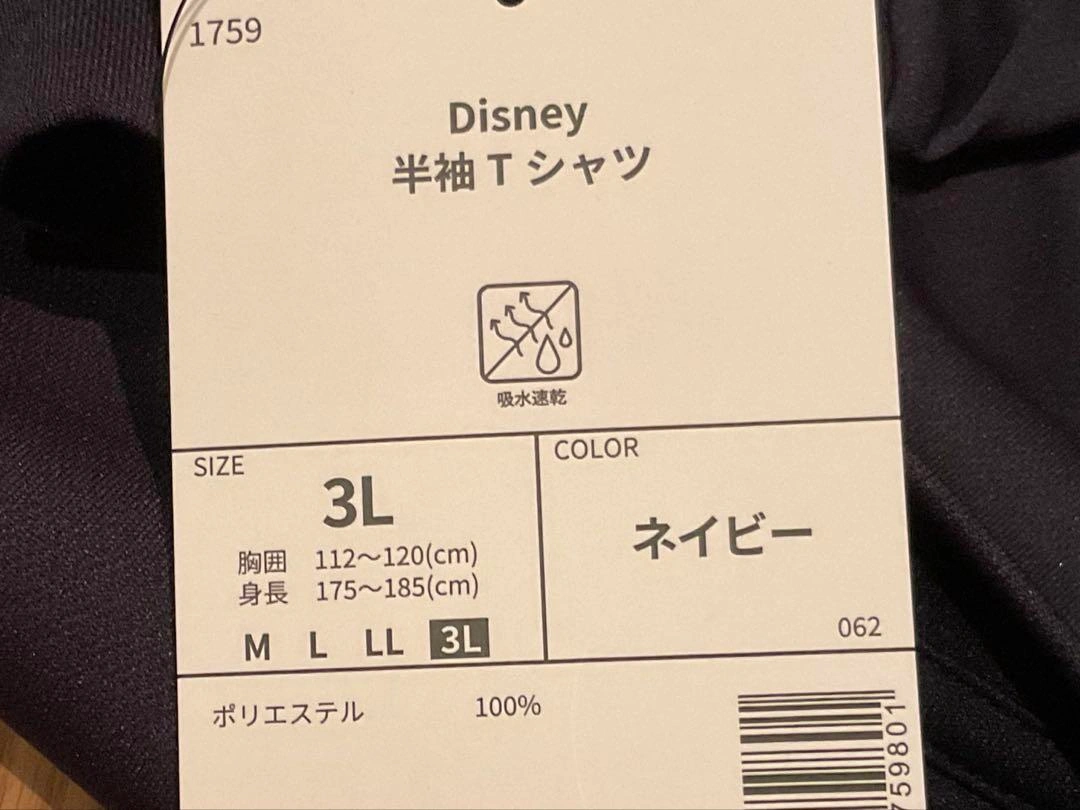 1759
Disney
半袖 T シャツ
吸水速乾
SIZE
3L
胸囲 112～120(cm)
身長 175～185(cm)
M L LL 3L
COLOR
ネイビー
062
ポリエステル 100%
759801